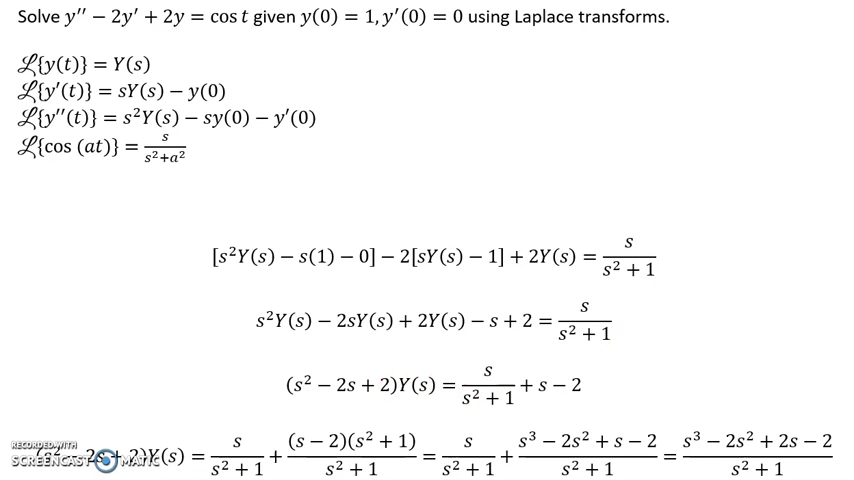 Solve y′′ − 2y′ + 2y = cos t given y(0) = 1, y′(0) = 0 using Laplace transforms.
ℒ{y(t)} = Y(s)
ℒ{y′(t)} = sY(s) − y(0)
ℒ{y′′(t)} = s²Y(s) − sy(0) − y′(0)
ℒ{cos (at)} = s/(s²+a²)
[s²Y(s) − s(1) − 0] − 2[sY(s) − 1] + 2Y(s) = s/(s² + 1)
s²Y(s) − 2sY(s) + 2Y(s) − s + 2 = s/(s² + 1)
(s² − 2s + 2)Y(s) = s/(s² + 1) + s − 2
(s² − 2s + 2)Y(s) = s/(s² + 1) + (s − 2)(s² + 1)/(s² + 1) = s/(s² + 1) + (s³ − 2s² + s − 2)/(s² + 1) = (s³ − 2s² + 2s − 2)/(s² + 1)
RECORDED WITH
SCREENCAST MATIC